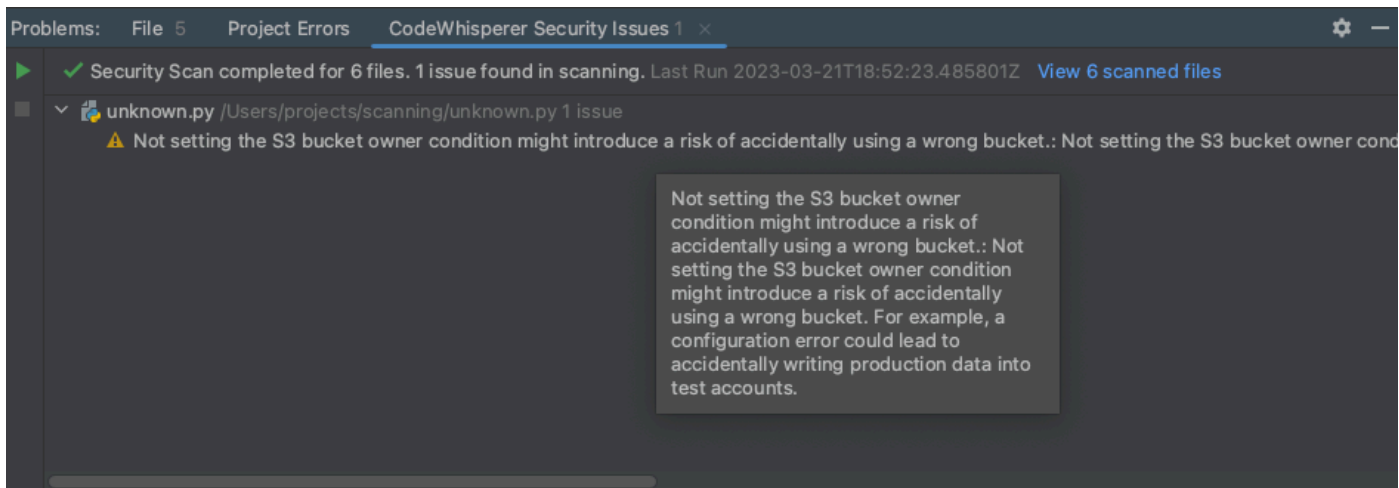 Problems: File 5 Project Errors CodeWhisperer Security Issues 1
Security Scan completed for 6 files. 1 issue found in scanning. Last Run 2023-03-21T18:52:23.485801Z View 6 scanned files
unknown.py /Users/projects/scanning/unknown.py 1 issue
Not setting the S3 bucket owner condition might introduce a risk of accidentally using a wrong bucket.: Not setting the S3 bucket owner cond
Not setting the S3 bucket owner
condition might introduce a risk of
accidentally using a wrong bucket.: Not
setting the S3 bucket owner condition
might introduce a risk of accidentally
using a wrong bucket. For example, a
configuration error could lead to
accidentally writing production data into
test accounts.